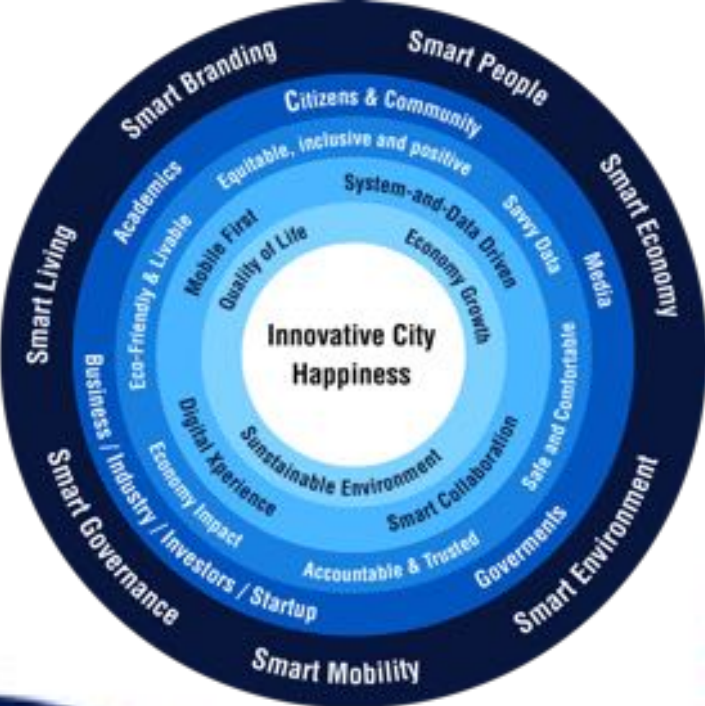 Smart Branding
Smart People
Smart Economy
Smart Environment
Smart Mobility
Smart Governance
Smart Living
Citizens & Community
Media
Goverments
Business / Industry / Investors / Startup
Academics
Equitable, inclusive and positive
Savvy Data
Safe and Comfortable
Accountable & Trusted
Economy Impact
Eco-Friendly & Livable
System-and-Data Driven
Smart Collaboration
Digital Xperience
Mobile First
Quality of Life
Economy Growth
Sunstainable Environment
Innovative City
Happiness